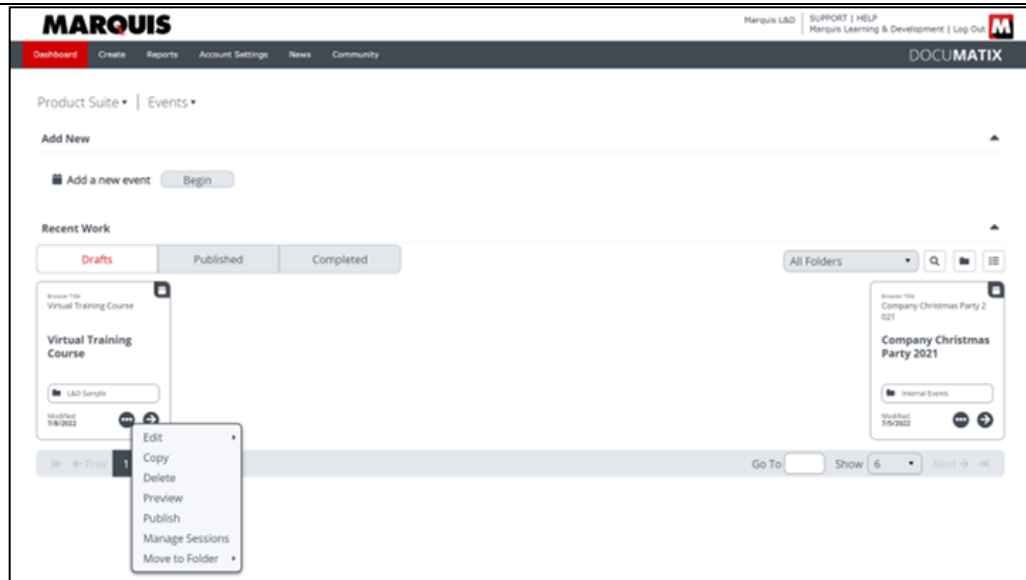 MARQUIS
Marquis L&D
SUPPORT | HELP
Marquis Learning & Development | Log Out
M
Dashboard Create Reports Account Settings News Community
DOCUMATIX
Product Suite | Events
Add New
Add a new event Begin
Recent Work
Drafts Published Completed
All Folders
Browser Title
Virtual Training Course
Virtual Training
Course
L&D Sample
Modified
7/8/2022
Browser Title
Company Christmas Party 2
021
Company Christmas
Party 2021
Internal Events
Modified
7/5/2022
Edit
Copy
Delete
Preview
Publish
Manage Sessions
Move to Folder
Prev 1
Go To Show 6 Next